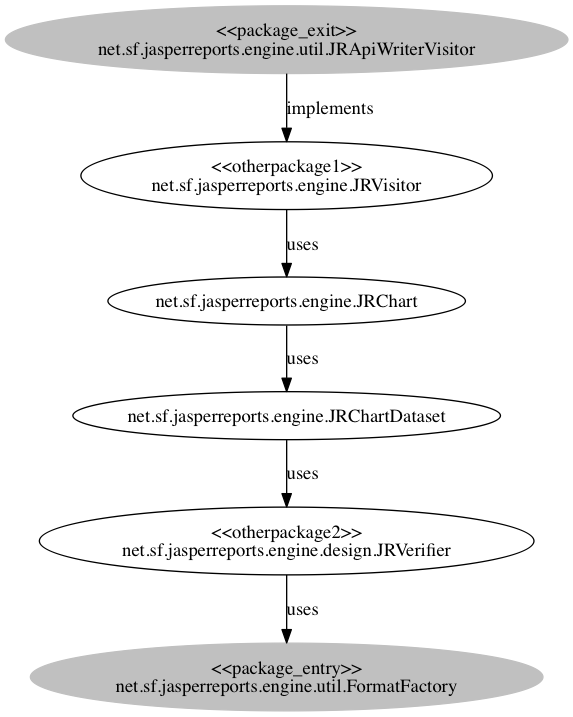 <<package_exit>>
net.sf.jasperreports.engine.util.JRApiWriterVisitor
implements
<<otherpackage1>>
net.sf.jasperreports.engine.JRVisitor
uses
net.sf.jasperreports.engine.JRChart
uses
net.sf.jasperreports.engine.JRChartDataset
uses
<<otherpackage2>>
net.sf.jasperreports.engine.design.JRVerifier
uses
<<package_entry>>
net.sf.jasperreports.engine.util.FormatFactory